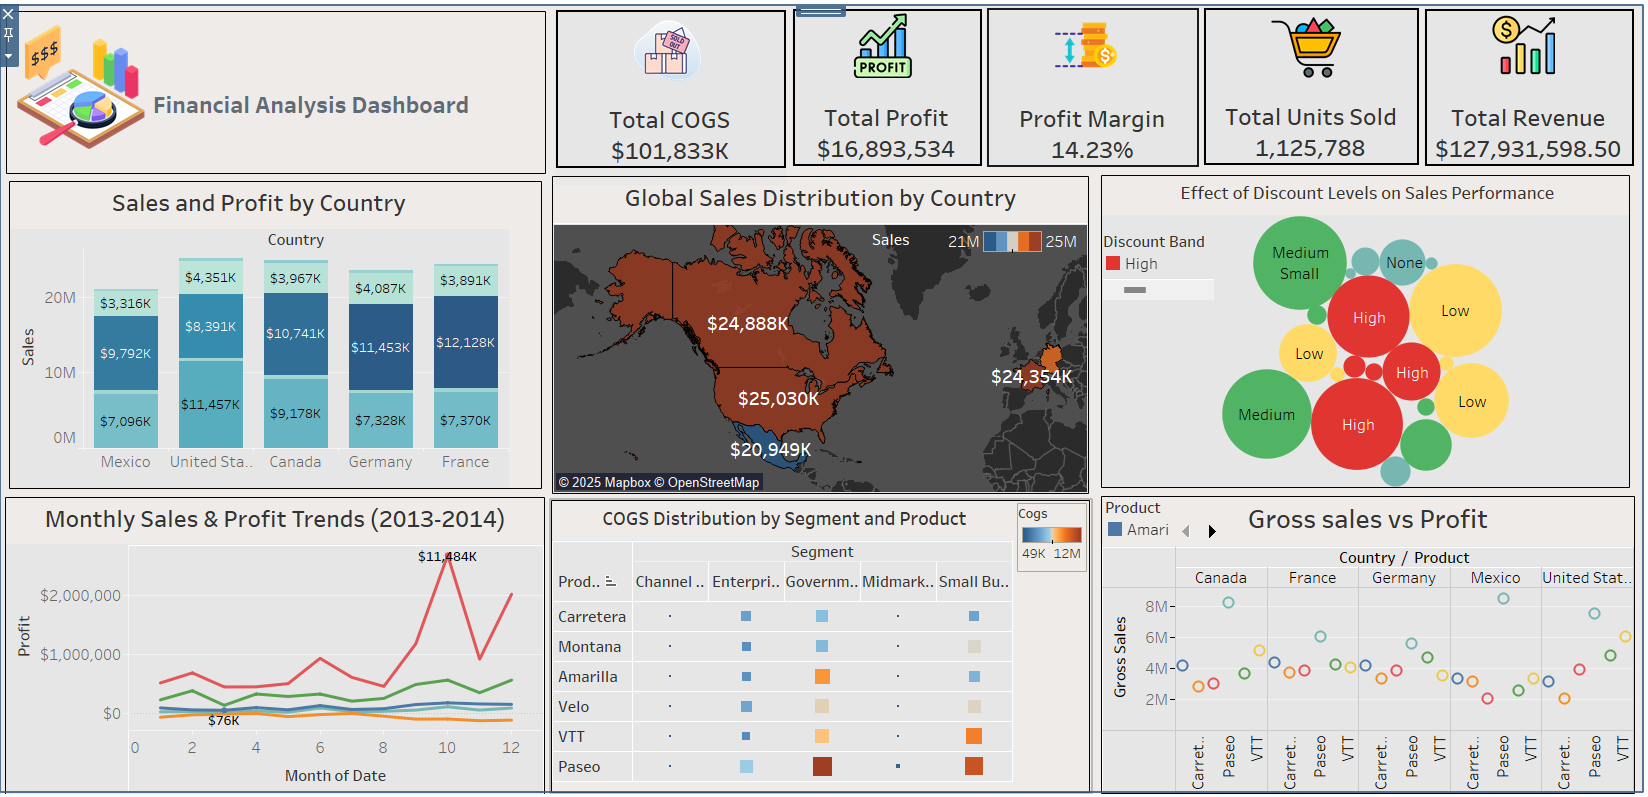 $$$
Financial Analysis Dashboard
SOLD
OUT
Total COGS
$101,833K
PROFIT
Total Profit
$16,893,534
Profit Margin
14.23%
Total Units Sold
1,125,788
$
Total Revenue
$127,931,598.50
Sales and Profit by Country
Country
Sales
20M
10M
0M
$3,316K
$9,792K
$7,096K
$4,351K
$8,391K
$11,457K
$3,967K
$10,741K
$9,178K
$4,087K
$11,453K
$7,328K
$3,891K
$12,128K
$7,370K
Mexico United Sta.. Canada Germany France
Global Sales Distribution by Country
Sales 21M 25M
$24,888K
$24,354K
$25,030K
$20,949K
© 2025 Mapbox © OpenStreetMap
Effect of Discount Levels on Sales Performance
Discount Band
High
Medium
Small
None
Low
High
Low
High
Low
Medium
High
Monthly Sales & Profit Trends (2013-2014)
$11,484K
Profit
$2,000,000
$1,000,000
$0
$76K
0 2 4 6 8 10 12
Month of Date
COGS Distribution by Segment and Product
Cogs
49K 12M
Segment
Prod.. Channel .. Enterpri.. Governm.. Midmark.. Small Bu..
Carretera
Montana
Amarilla
Velo
VTT
Paseo
Product
Amari
Gross sales vs Profit
Country / Product
Canada France Germany Mexico United Stat..
Gross Sales
8M
6M
4M
2M
Carret.. Paseo VTT Carret.. Paseo VTT Carret.. Paseo VTT Carret.. Paseo VTT Carret.. Paseo VTT